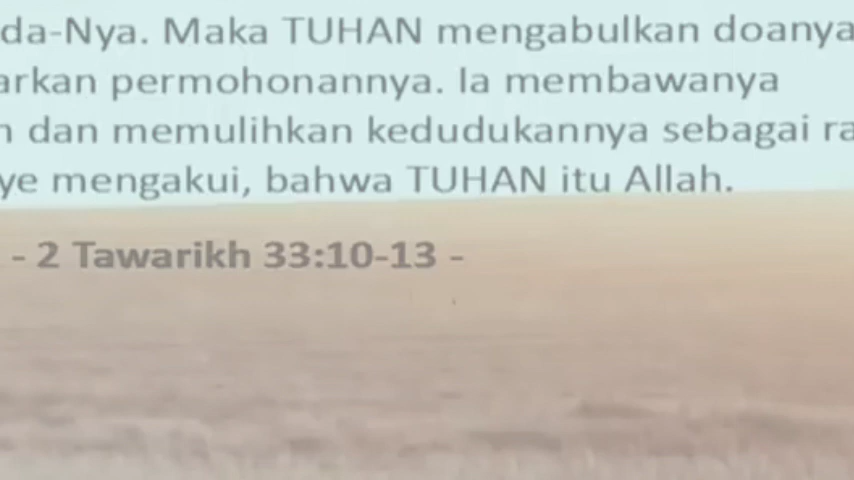 da-Nya. Maka TUHAN mengabulkan doanya
arkan permohonannya. Ia membawanya
n dan memulihkan kedudukannya sebagai ra
ye mengakui, bahwa TUHAN itu Allah.
- 2 Tawarikh 33:10-13 -